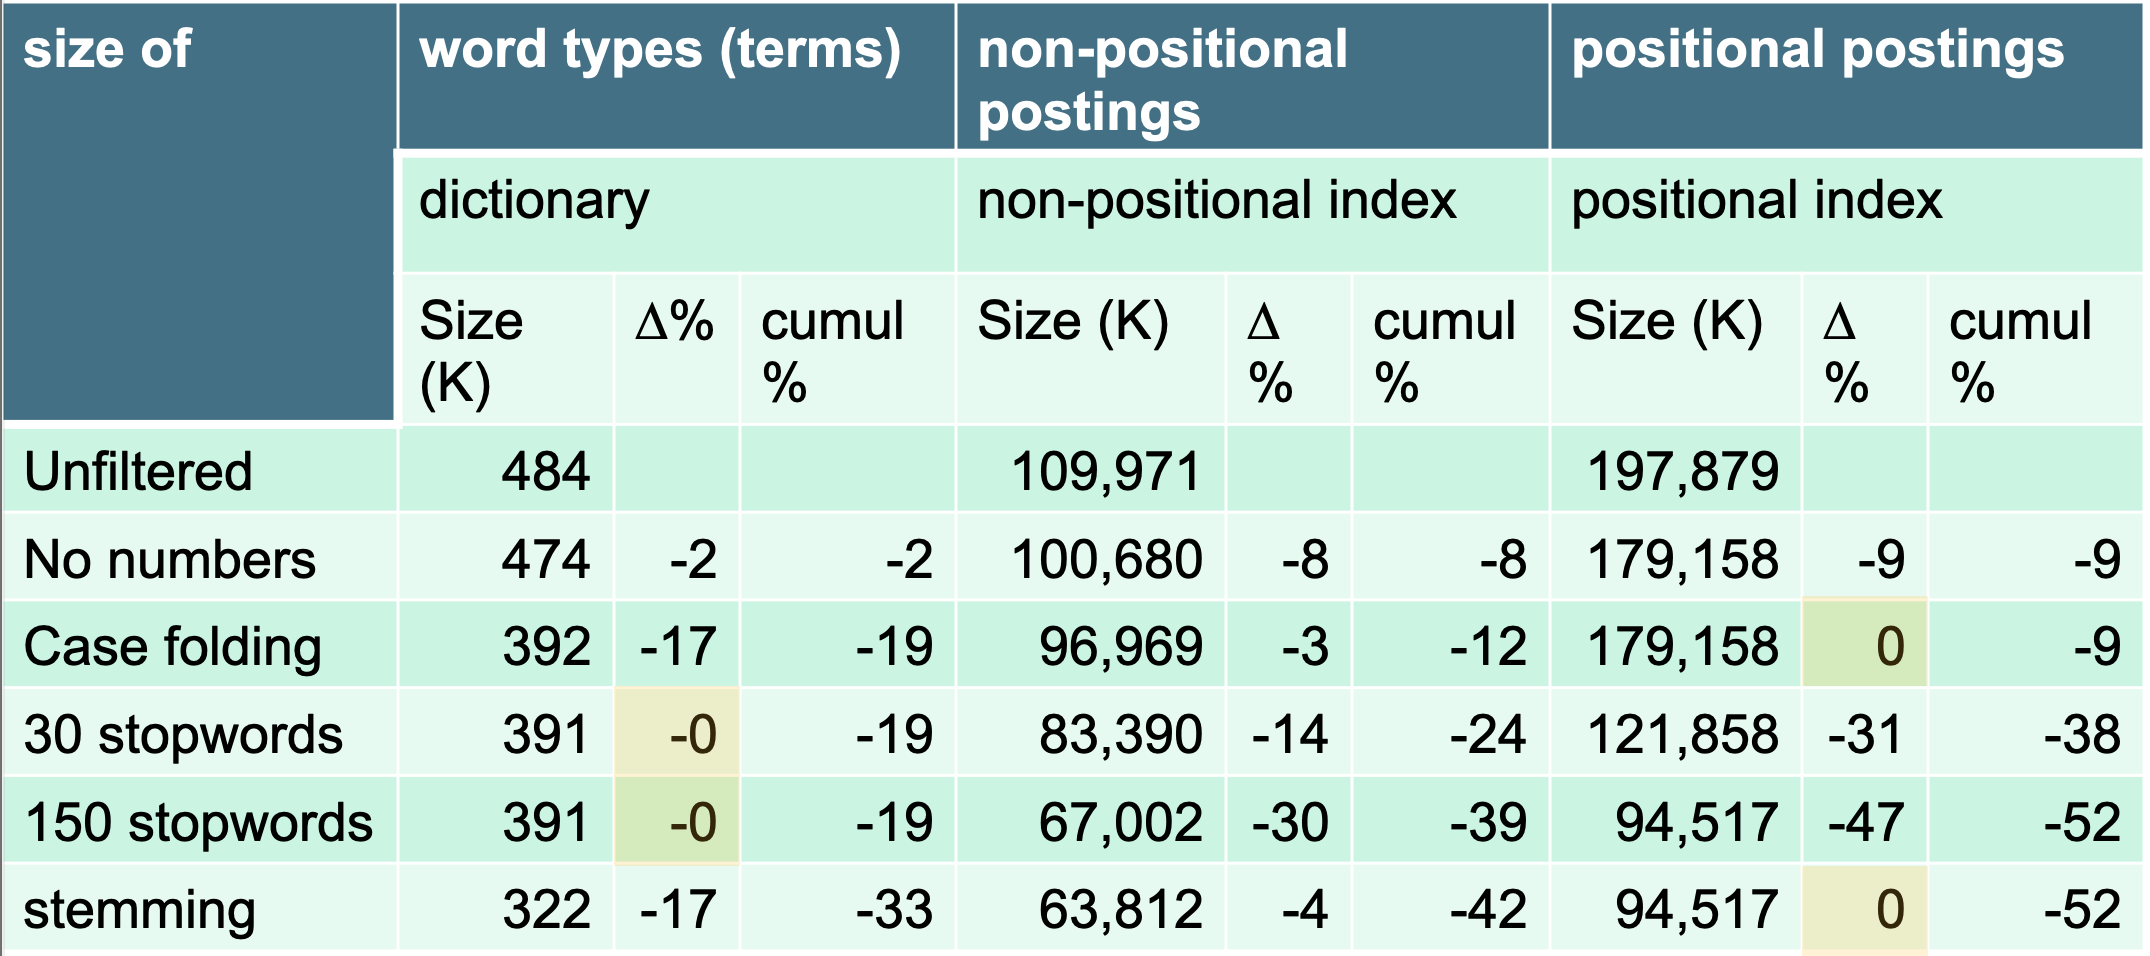 size of word types (terms) non-positional postings positional postings
dictionary non-positional index positional index
Size (K) Δ% cumul % Size (K) Δ % cumul % Size (K) Δ % cumul %
Unfiltered 484 109,971 197,879
No numbers 474 -2 -2 100,680 -8 -8 179,158 -9 -9
Case folding 392 -17 -19 96,969 -3 -12 179,158 0 -9
30 stopwords 391 -0 -19 83,390 -14 -24 121,858 -31 -38
150 stopwords 391 -0 -19 67,002 -30 -39 94,517 -47 -52
stemming 322 -17 -33 63,812 -4 -42 94,517 0 -52